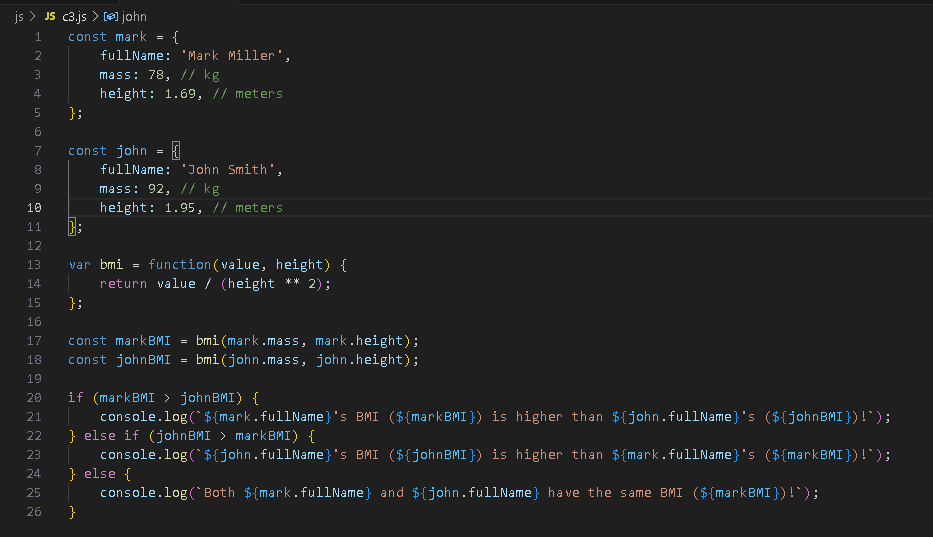 js > JS c3.js > john
1 const mark = {
2     fullName: 'Mark Miller',
3     mass: 78, // kg
4     height: 1.69, // meters
5 };
6
7 const john = {
8     fullName: 'John Smith',
9     mass: 92, // kg
10     height: 1.95, // meters
11 };
12
13 var bmi = function(value, height) {
14     return value / (height ** 2);
15 };
16
17 const markBMI = bmi(mark.mass, mark.height);
18 const johnBMI = bmi(john.mass, john.height);
19
20 if (markBMI > johnBMI) {
21     console.log(`${mark.fullName}'s BMI (${markBMI}) is higher than ${john.fullName}'s (${johnBMI})!`);
22 } else if (johnBMI > markBMI) {
23     console.log(`${john.fullName}'s BMI (${johnBMI}) is higher than ${mark.fullName}'s (${markBMI})!`);
24 } else {
25     console.log(`Both ${mark.fullName} and ${john.fullName} have the same BMI (${markBMI})!`);
26 }